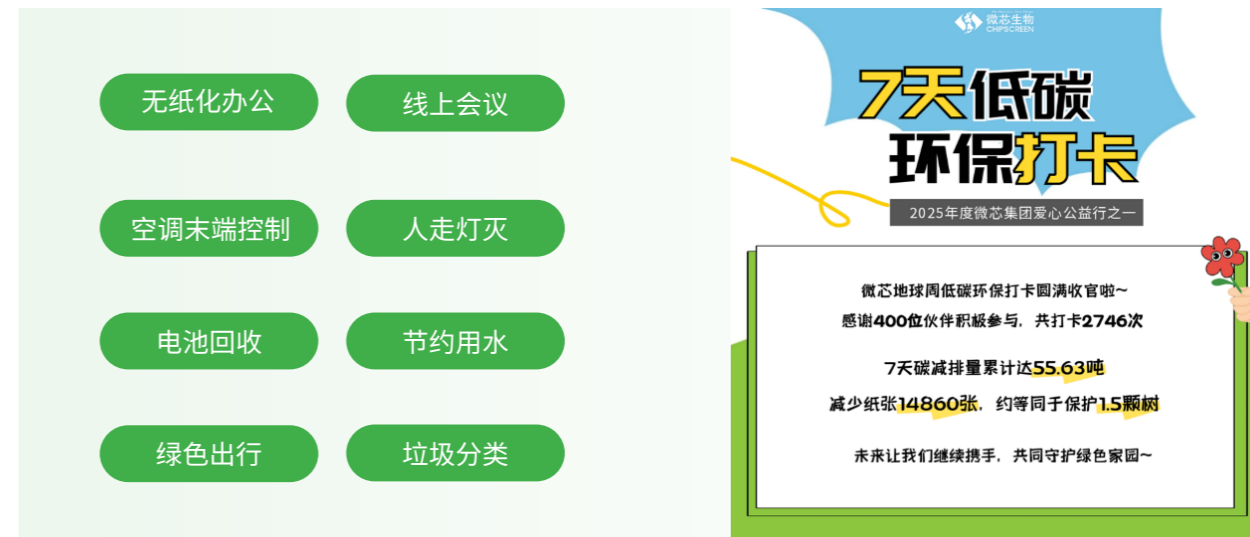 无纸化办公
线上会议
空调末端控制
人走灯灭
电池回收
节约用水
绿色出行
垃圾分类
微芯生物
CHIPSCREEN
7天低碳
环保打卡
2025年度微芯集团爱心公益行之一
微芯地球周低碳环保打卡圆满收官啦~
感谢400位伙伴积极参与，共打卡2746次
7天碳减排量累计达55.63吨
减少纸张14860张，约等同于保护1.5颗树
未来让我们继续携手，共同守护绿色家园~